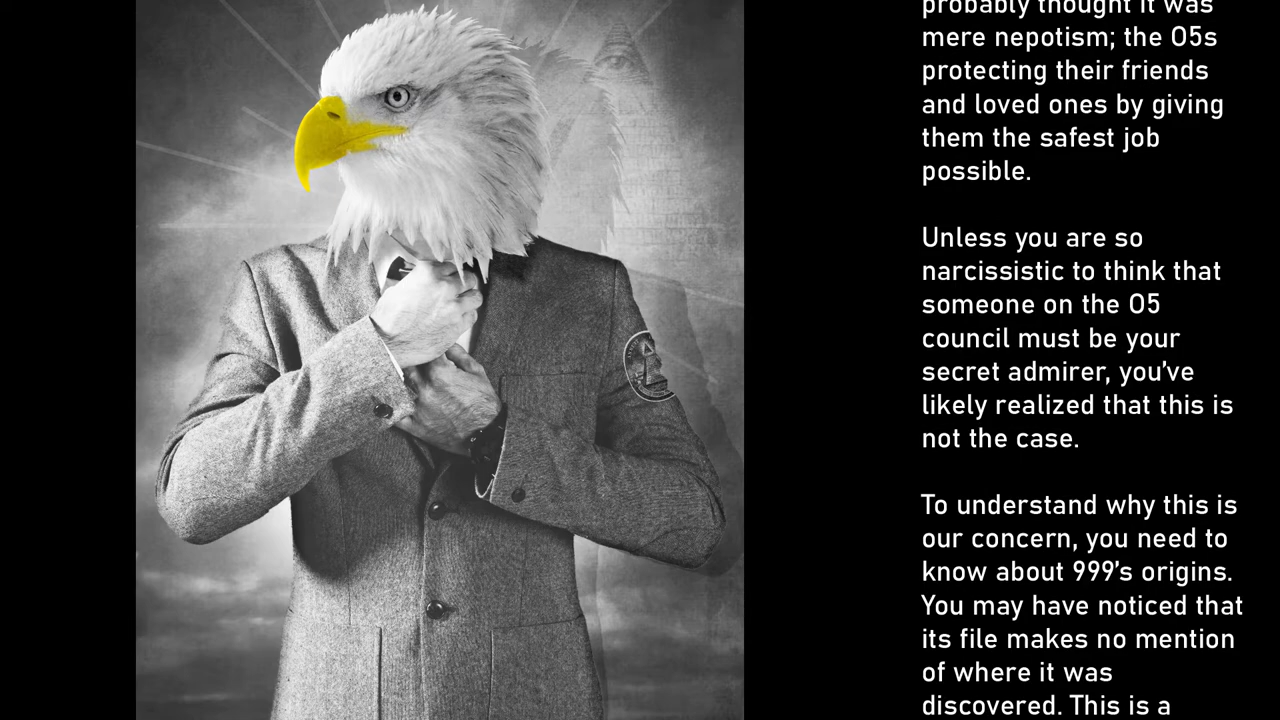 probably thought it was
mere nepotism; the O5s
protecting their friends
and loved ones by giving
them the safest job
possible.
Unless you are so
narcissistic to think that
someone on the O5
council must be your
secret admirer, you've
likely realized that this is
not the case.
To understand why this is
our concern, you need to
know about 999's origins.
You may have noticed that
its file makes no mention
of where it was
discovered. This is a